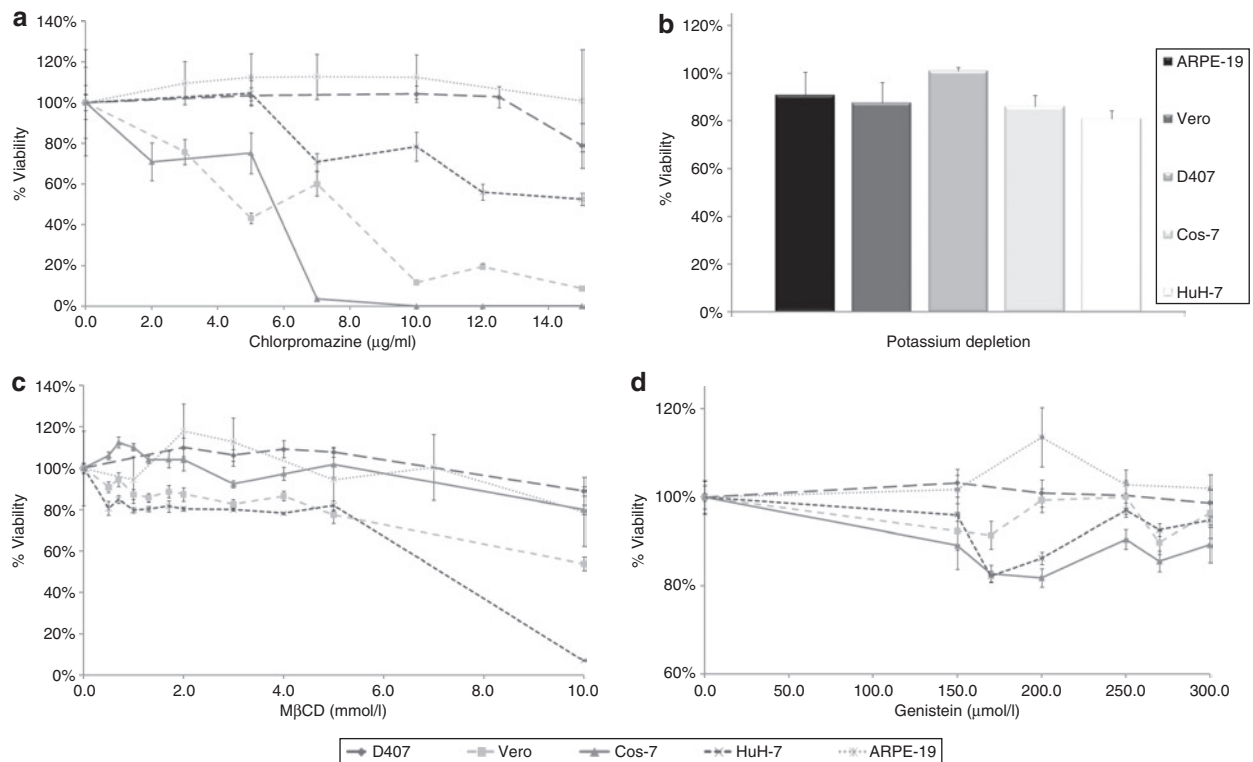 a
140%
120%
100%
80%
60%
40%
20%
0%
% Viability
0.0 2.0 4.0 6.0 8.0 10.0 12.0 14.0
Chlorpromazine (μg/ml)
b
120%
100%
80%
60%
40%
20%
0%
% Viability
Potassium depletion
ARPE-19
Vero
D407
Cos-7
HuH-7
c
140%
120%
100%
80%
60%
40%
20%
0%
% Viability
0.0 2.0 4.0 6.0 8.0 10.0
MβCD (mmol/l)
d
120%
100%
80%
60%
% Viability
0.0 50.0 100.0 150.0 200.0 250.0 300.0
Genistein (μmol/l)
D407 Vero Cos-7 HuH-7 ARPE-19